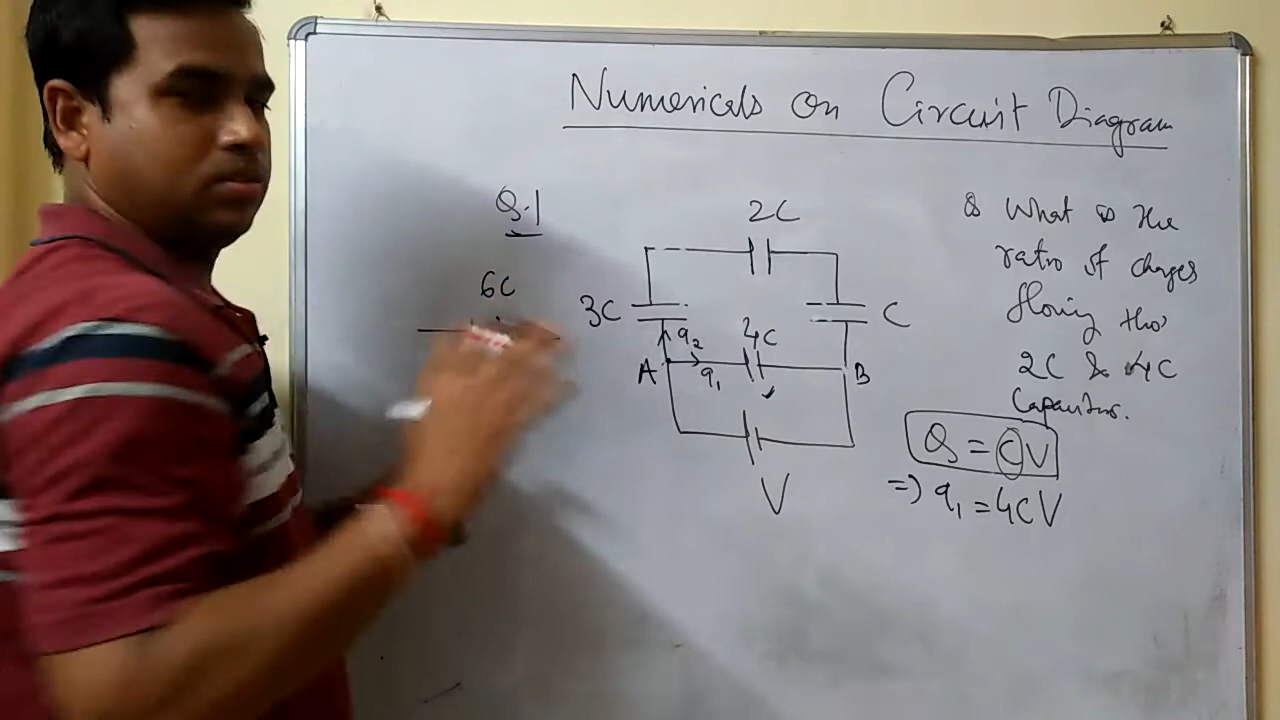 Numericals on Circuit Diagram
Q.1
6C
2C
3C
C
4C
q2
q1
A
B
V
Q What is the
ratio of charges
flowing thro'
2C & 4C
Capacitors.
Q = CV
=) q1 = 4CV